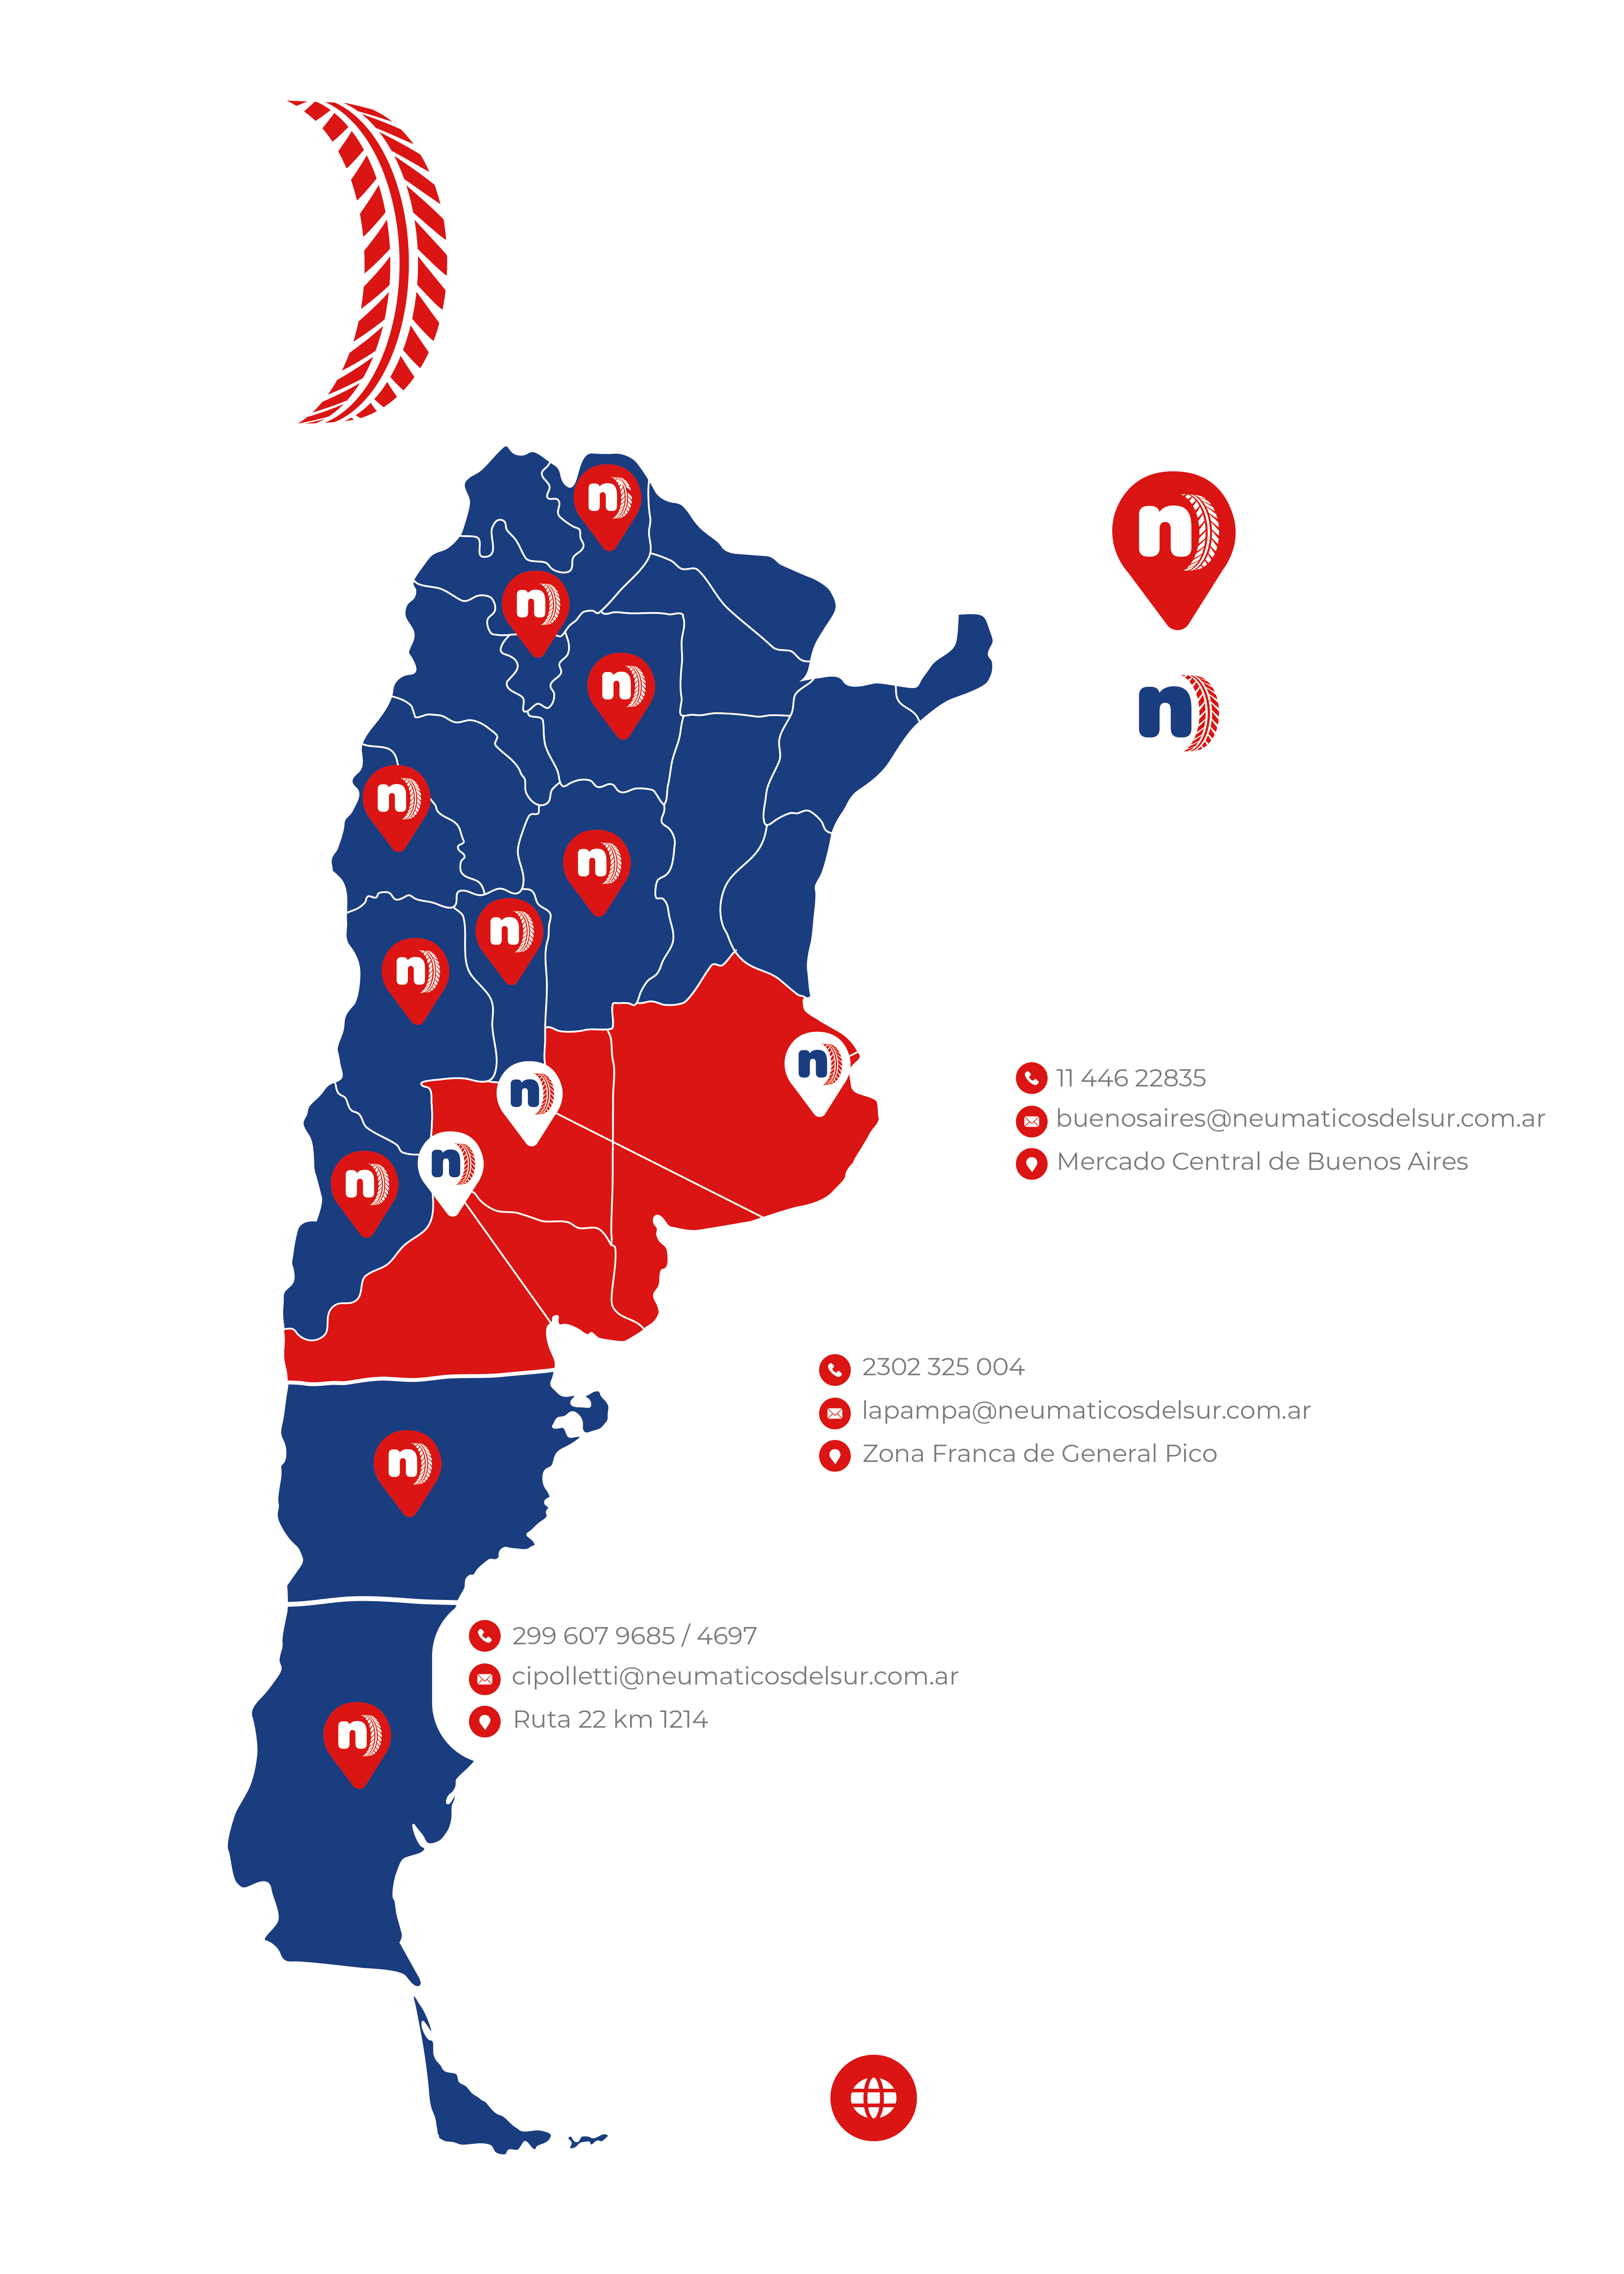 n
n
n
n
n
n
n
n
n
n
n
11 446 22835
buenosaires@neumaticosdelsur.com.ar
Mercado Central de Buenos Aires
n
n
n
2302 325 004
lapampa@neumaticosdelsur.com.ar
Zona Franca de General Pico
n
299 607 9685 / 4697
cipolletti@neumaticosdelsur.com.ar
Ruta 22 km 1214
n